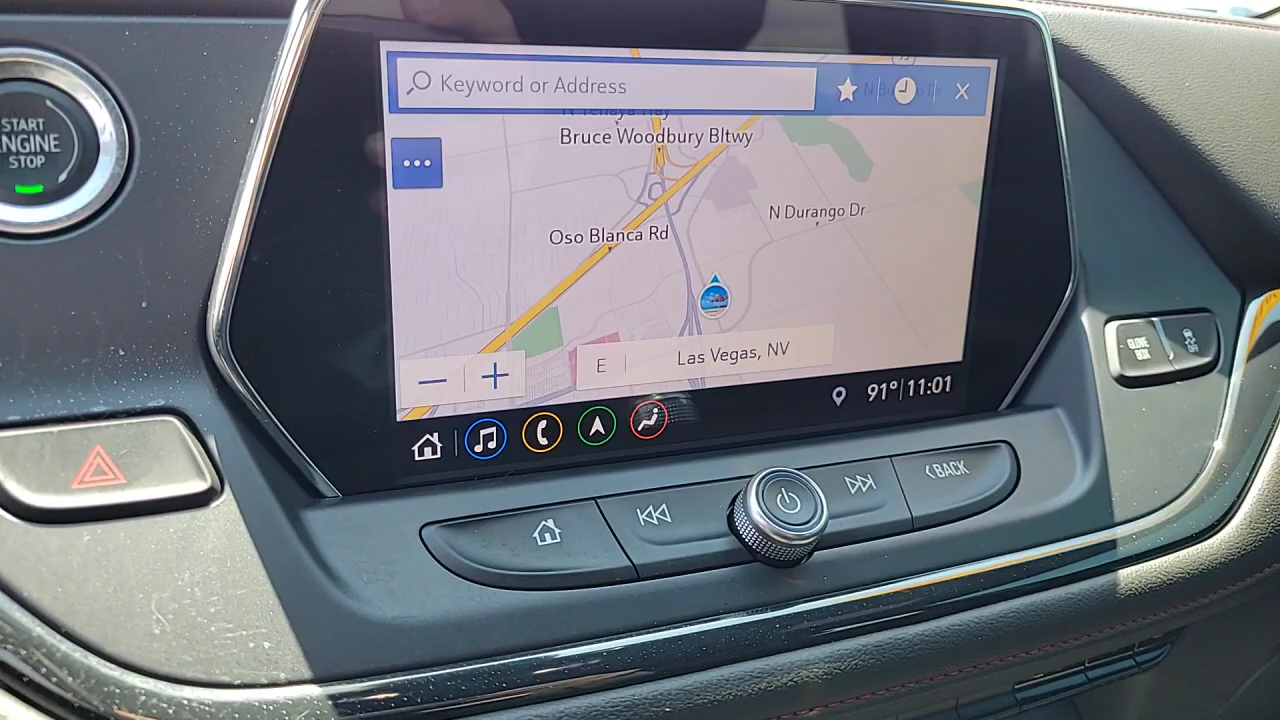 START
ENGINE
STOP
Keyword or Address
Bruce Woodbury Bltwy
N Durango Dr
Oso Blanca Rd
E
Las Vegas, NV
91° 11:01
BACK
GLOVE
BOX